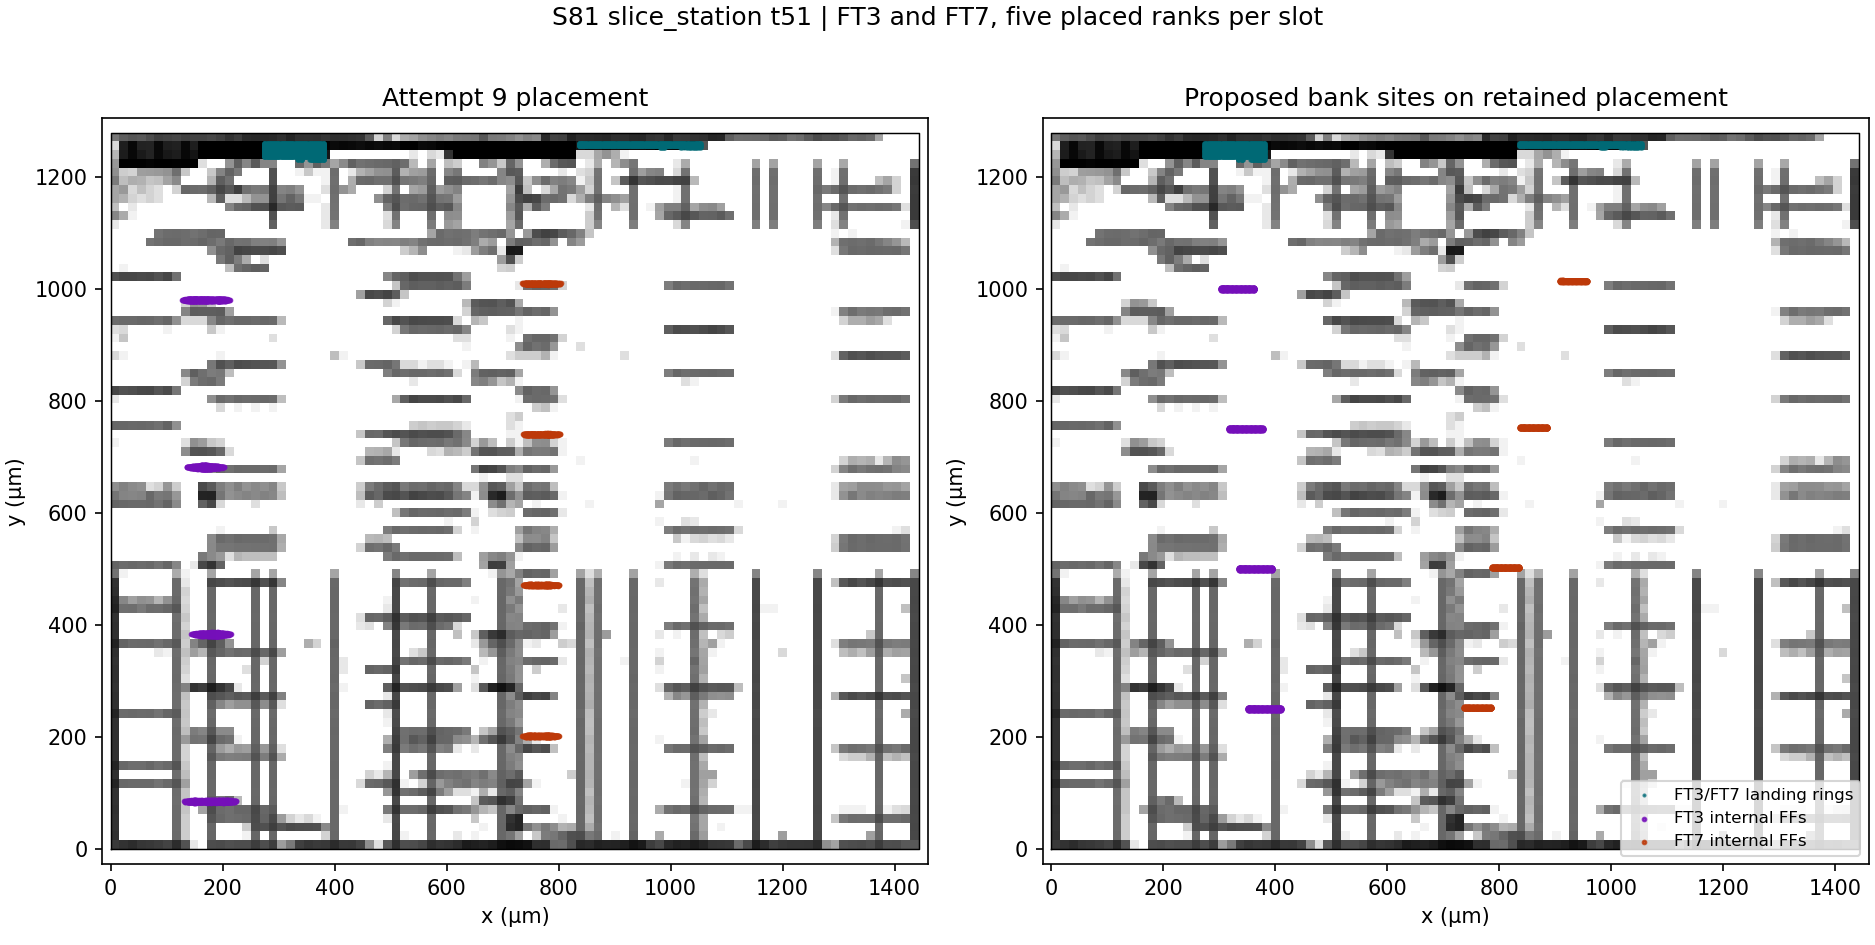 S81 slice_station t51 | FT3 and FT7, five placed ranks per slot
Attempt 9 placement
Proposed bank sites on retained placement
1200
1000
800
600
400
200
0
y (µm)
0 200 400 600 800 1000 1200 1400
x (µm)
1200
1000
800
600
400
200
0
y (µm)
0 200 400 600 800 1000 1200 1400
x (µm)
FT3/FT7 landing rings
FT3 internal FFs
FT7 internal FFs